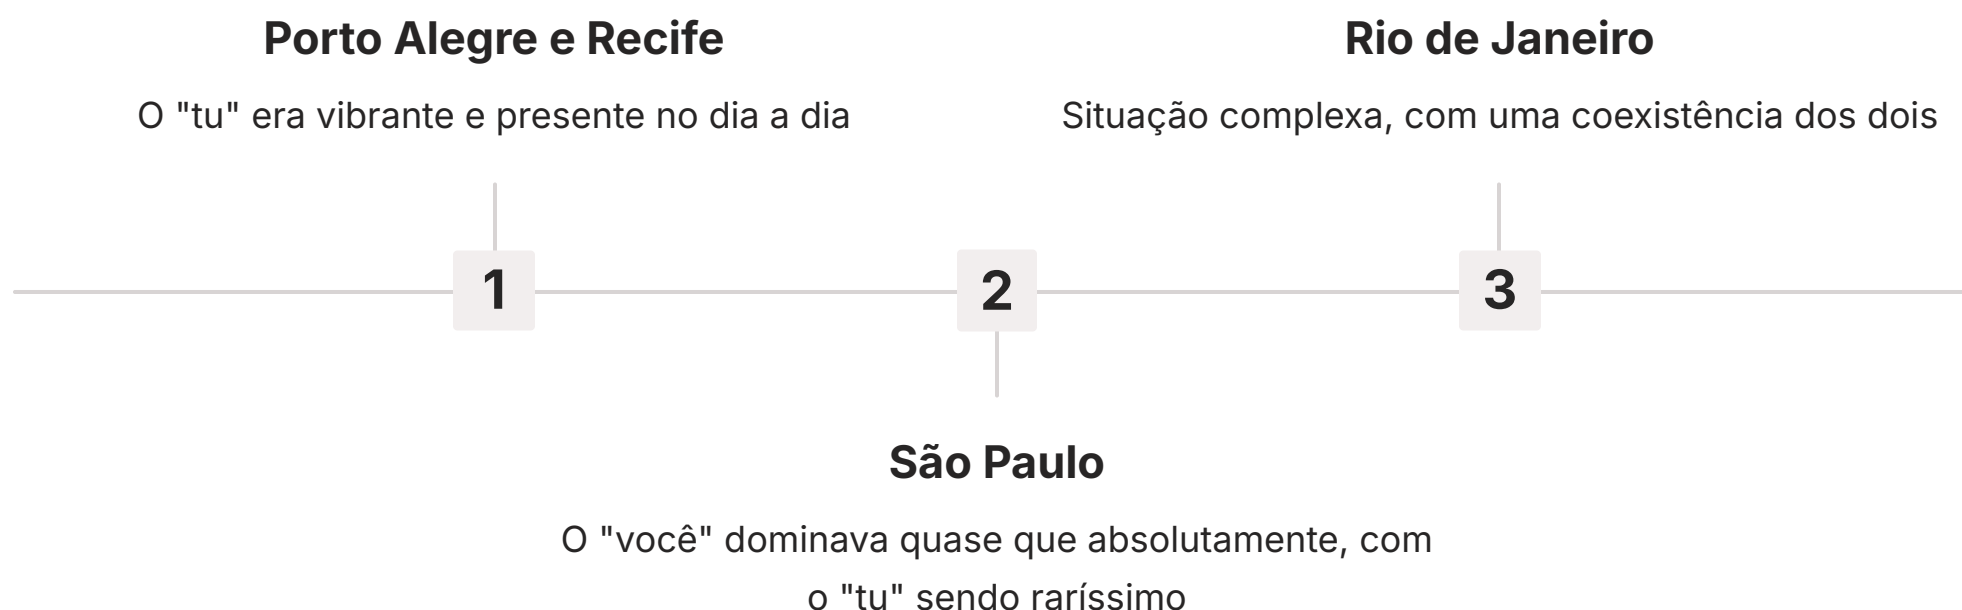 Porto Alegre e Recife
O "tu" era vibrante e presente no dia a dia
Rio de Janeiro
Situação complexa, com uma coexistência dos dois
1
2
3
São Paulo
O "você" dominava quase que absolutamente, com
o "tu" sendo raríssimo